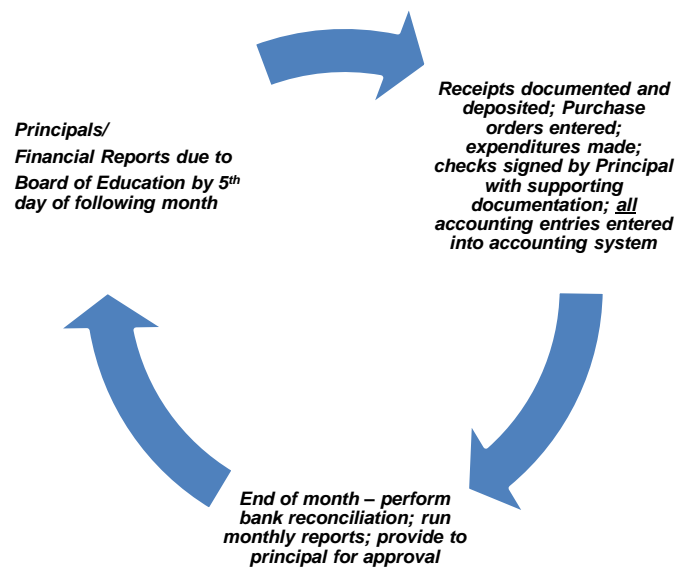 Principals/
Financial Reports due to
Board of Education by 5th
day of following month
Receipts documented and
deposited; Purchase
orders entered;
expenditures made;
checks signed by Principal
with supporting
documentation; all
accounting entries entered
into accounting system
End of month – perform
bank reconciliation; run
monthly reports; provide to
principal for approval